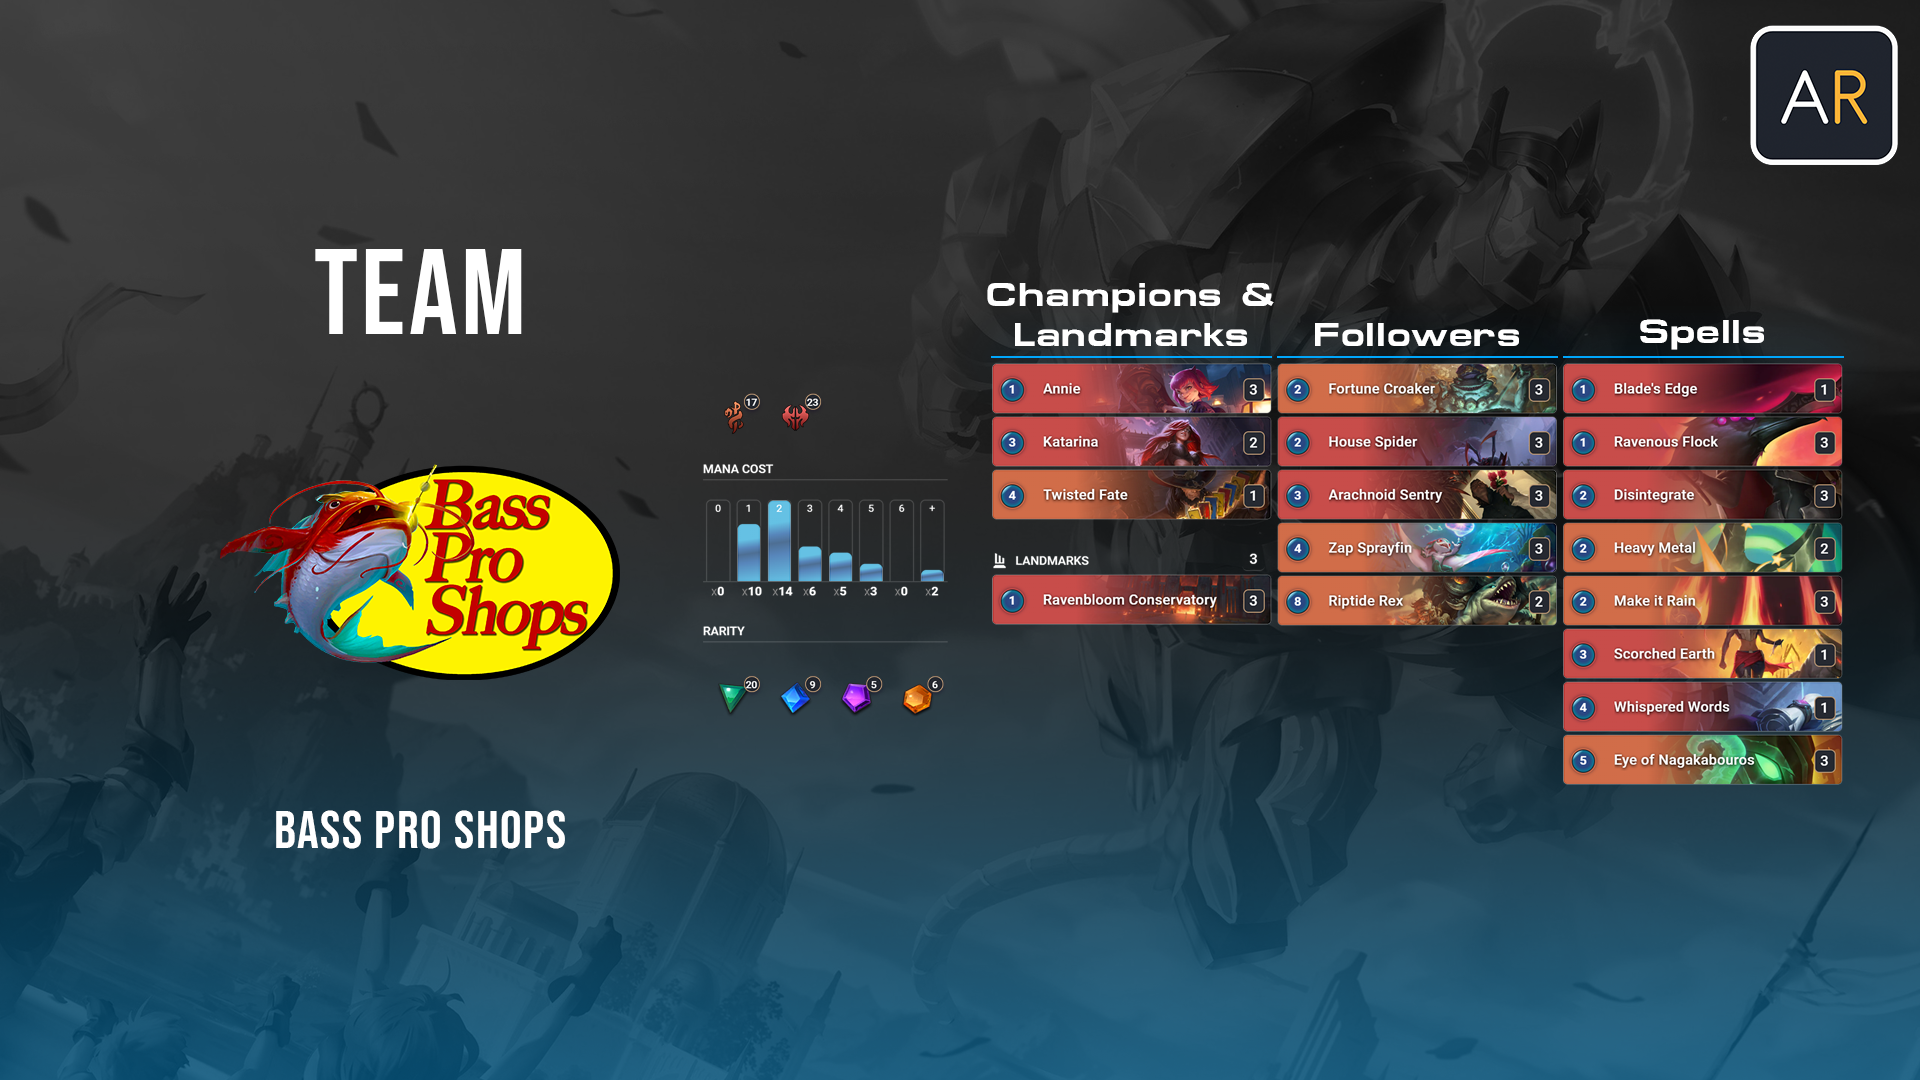 AR
TEAM
Bass
Pro
Shops
BASS PRO SHOPS
17 23
MANA COST
0 1 2 3 4 5 6 +
x0 x10 x14 x6 x5 x3 x0 x2
RARITY
20 9 5 6
Champions &
Landmarks
1 Annie 3
3 Katarina 2
4 Twisted Fate 1
LANDMARKS 3
1 Ravenbloom Conservatory 3
Followers
2 Fortune Croaker 3
2 House Spider 3
3 Arachnoid Sentry 3
4 Zap Sprayfin 3
8 Riptide Rex 2
Spells
1 Blade's Edge 1
1 Ravenous Flock 3
2 Disintegrate 3
2 Heavy Metal 2
2 Make it Rain 3
3 Scorched Earth 1
4 Whispered Words 1
5 Eye of Nagakabouros 3